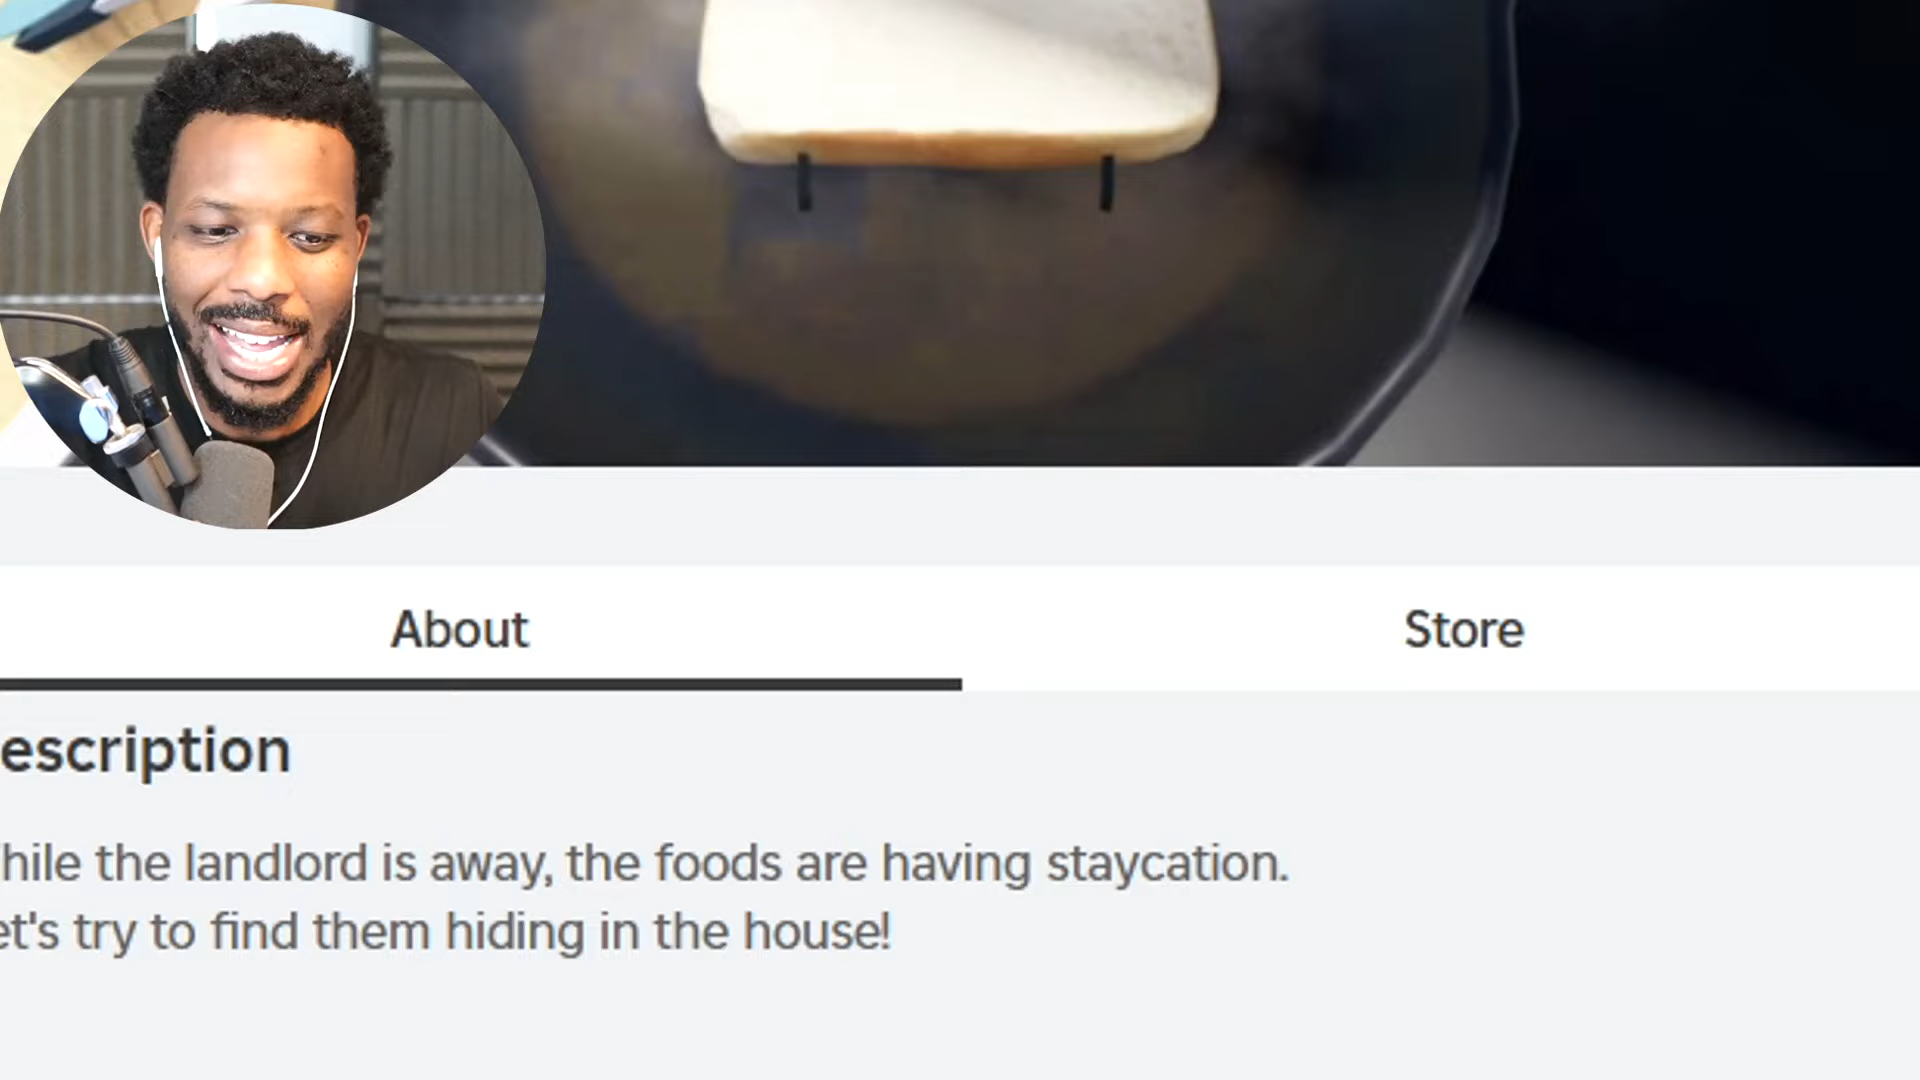 About
Store
escription
hile the landlord is away, the foods are having staycation.
et's try to find them hiding in the house!